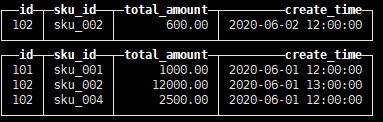 id sku_id total_amount create_time
102 sku_002 600.00 2020-06-02 12:00:00
id sku_id total_amount create_time
101 sku_001 1000.00 2020-06-01 12:00:00
102 sku_002 12000.00 2020-06-01 13:00:00
102 sku_004 2500.00 2020-06-01 12:00:00